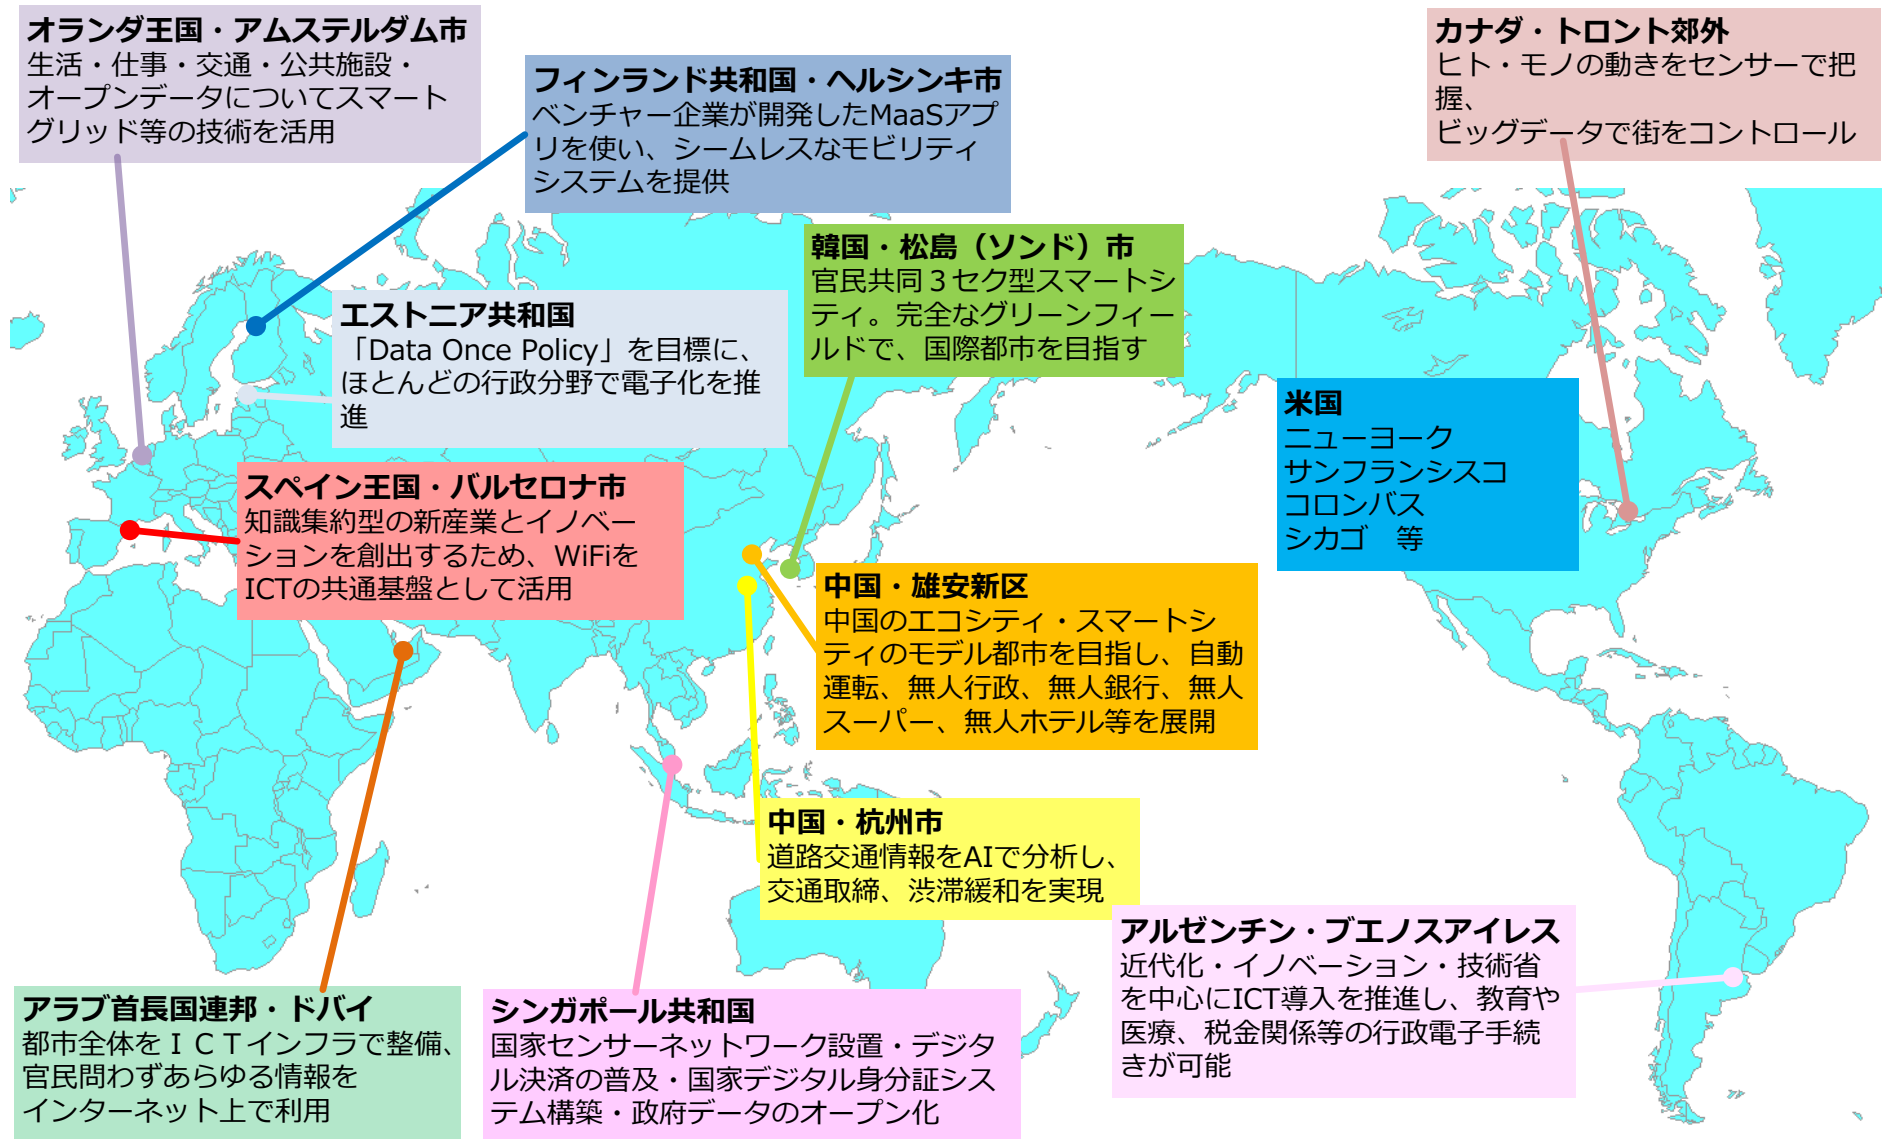 オランダ王国・アムステルダム市
生活・仕事・交通・公共施設・
オープンデータについてスマート
グリッド等の技術を活用
フィンランド共和国・ヘルシンキ市
ベンチャー企業が開発したMaaSアプ
リを使い、シームレスなモビリティ
システムを提供
カナダ・トロント郊外
ヒト・モノの動きをセンサーで把
握、
ビッグデータで街をコントロール
韓国・松島（ソンド）市
官民共同３セク型スマートシ
ティ。完全なグリーンフィー
ルドで、国際都市を目指す
エストニア共和国
「Data Once Policy」を目標に、
ほとんどの行政分野で電子化を推
進
米国
ニューヨーク
サンフランシスコ
コロンバス
シカゴ　等
スペイン王国・バルセロナ市
知識集約型の新産業とイノベー
ションを創出するため、WiFiを
ICTの共通基盤として活用
中国・雄安新区
中国のエコシティ・スマートシ
ティのモデル都市を目指し、自動
運転、無人行政、無人銀行、無人
スーパー、無人ホテル等を展開
中国・杭州市
道路交通情報をAIで分析し、
交通取締、渋滞緩和を実現
アルゼンチン・ブエノスアイレス
近代化・イノベーション・技術省
を中心にICT導入を推進し、教育や
医療、税金関係等の行政電子手続
きが可能
アラブ首長国連邦・ドバイ
都市全体をＩＣＴインフラで整備、
官民問わずあらゆる情報を
インターネット上で利用
シンガポール共和国
国家センサーネットワーク設置・デジタ
ル決済の普及・国家デジタル身分証シス
テム構築・政府データのオープン化